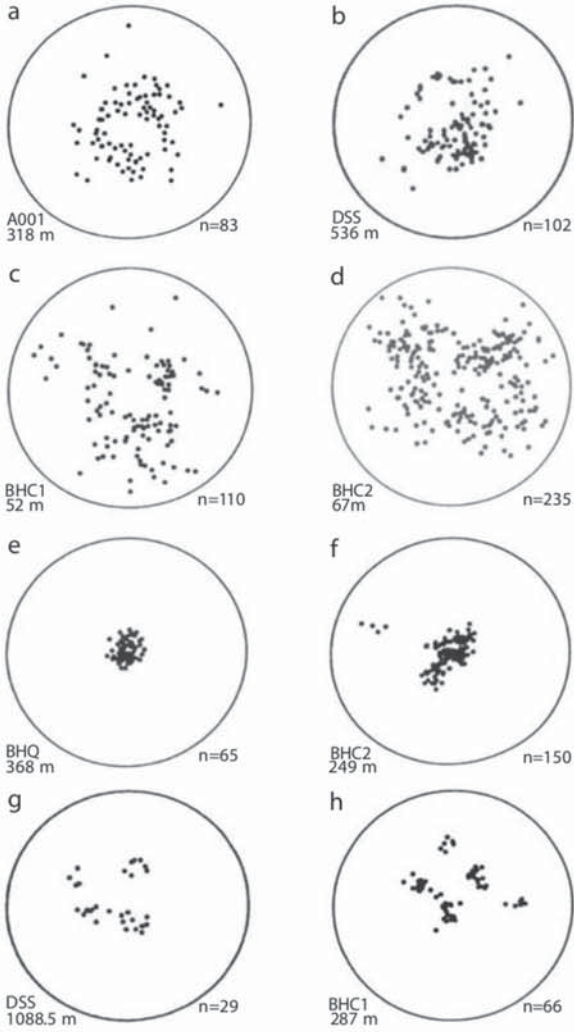 a
b
A001
318 m
n=83
DSS
536 m
n=102
c
d
BHC1
52 m
n=110
BHC2
67m
n=235
e
f
BHQ
368 m
n=65
BHC2
249 m
n=150
g
h
DSS
1088.5 m
n=29
BHC1
287 m
n=66